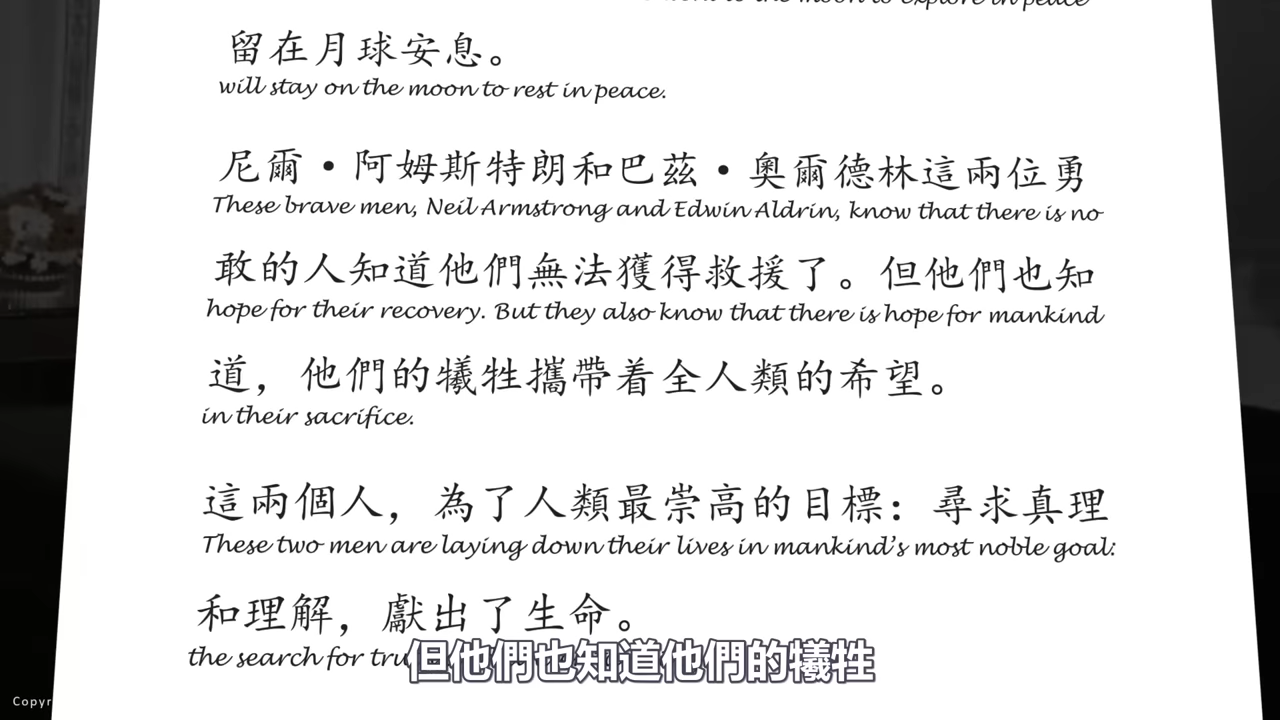 to the moon to explore in peace
留在月球安息。
will stay on the moon to rest in peace.
尼爾•阿姆斯特朗和巴茲•奧爾德林這兩位勇
These brave men, Neil Armstrong and Edwin Aldrin, know that there is no
敢的人知道他們無法獲得救援了。但他們也知
hope for their recovery. But they also know that there is hope for mankind
道，他們的犧牲攜帶着全人類的希望。
in their sacrifice.
這兩個人，為了人類最崇高的目標：尋求真理
These two men are laying down their lives in mankind's most noble goal:
和理解，獻出了生命。
the search for
但他們也知道他們的犧牲